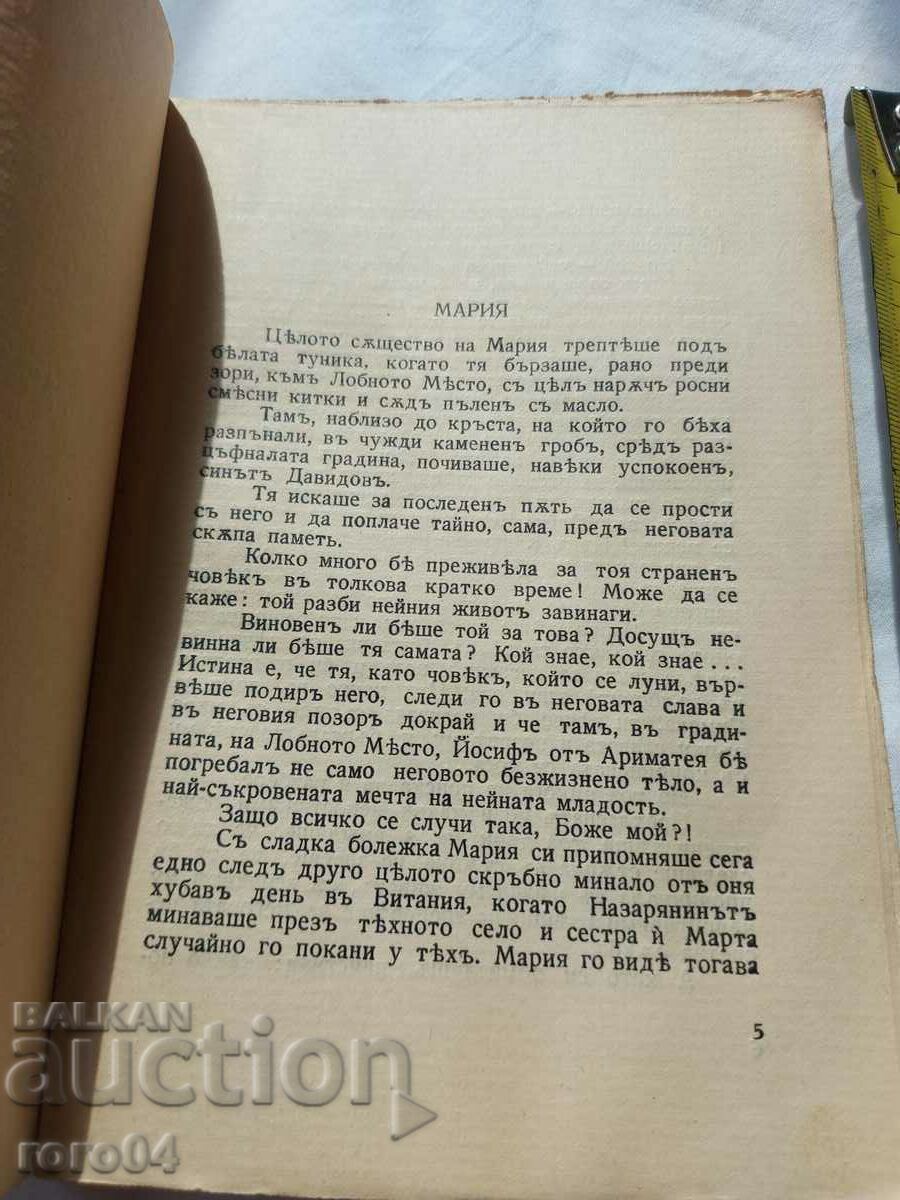 МАРИЯ
Цѣлото сѫщество на Мария трептѣше подъ
бѣлата туника, когато тя бързаше, рано преди
зори, къмъ Лобното Мѣсто, съ цѣлъ нарѫчъ росни
смѣсни китки и сѫдъ пъленъ съ масло.
Тамъ, наблизо до кръста, на който го бѣха
разпънали, въ чужди камененъ гробъ, срѣдъ раз-
цъфналата градина, почиваше, навѣки успокоенъ,
синътъ Давидовъ.
Тя искаше за последенъ пѫть да се прости
съ него и да поплаче тайно, сама, предъ неговата
скѫпа паметь.
Колко много бѣ преживѣла за тоя страненъ
човѣкъ въ толкова кратко време! Може да се
каже: той разби нейния животъ завинаги.
Виновенъ ли бѣше той за това? Досущъ не-
винна ли бѣше тя самата? Кой знае, кой знае ...
Истина е, че тя, като човѣкъ, който се луни, вър-
вѣше подиръ него, следи го въ неговата слава и
въ неговия позоръ докрай и че тамъ, въ гради-
ната, на Лобното Мѣсто, Йосифъ отъ Ариматея бѣ
погребалъ не само неговото безжизнено тѣло, а и
най-съкровената мечта на нейната младость.
Защо всичко се случи така, Боже мой?!
Съ сладка болежка Мария си припомняше сега
едно следъ друго цѣлото скръбно минало отъ оня
хубавъ день въ Витания, когато Назарянинътъ
минаваше презъ тѣхното село и сестра ѝ Марта
случайно го покани у тѣхъ. Мария го видѣ тогава
5
BALKAN
auction
roro04